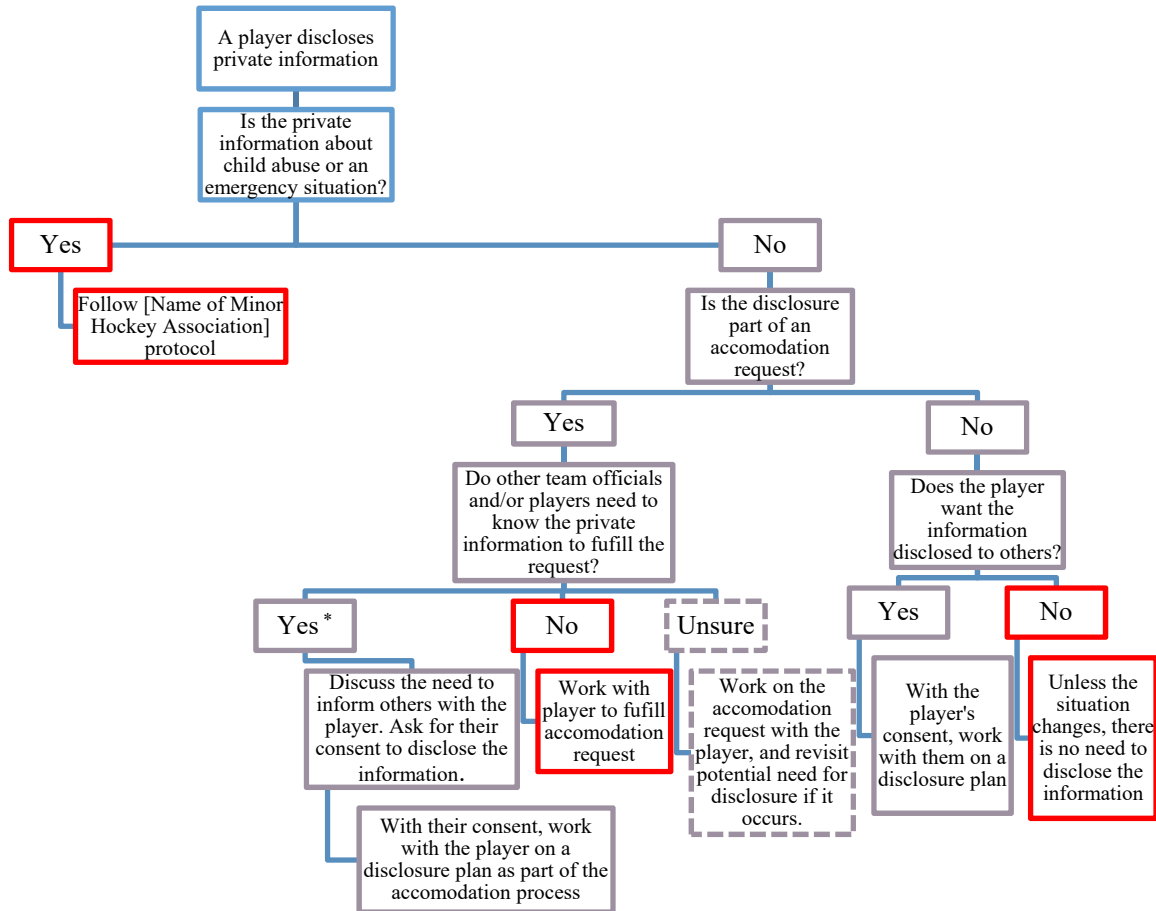 A player discloses
private information
Is the private
information about
child abuse or an
emergency situation?
Yes
No
Follow [Name of Minor
Hockey Association]
protocol
Is the disclosure
part of an
accomodation
request?
Yes
No
Do other team officials
and/or players need to
know the private
information to fufill the
request?
Does the player
want the
information
disclosed to others?
Yes *
No
Unsure
Yes
No
Discuss the need to
inform others with the
player. Ask for their
consent to disclose the
information.
Work with
player to fufill
accomodation
request
Work on the
accomodation
request with the
player, and revisit
potential need for
disclosure if it
occurs.
With the
player's
consent, work
with them on a
disclosure plan
Unless the
situation
changes, there
is no need to
disclose the
information
With their consent, work
with the player on a
disclosure plan as part of the
accomodation process